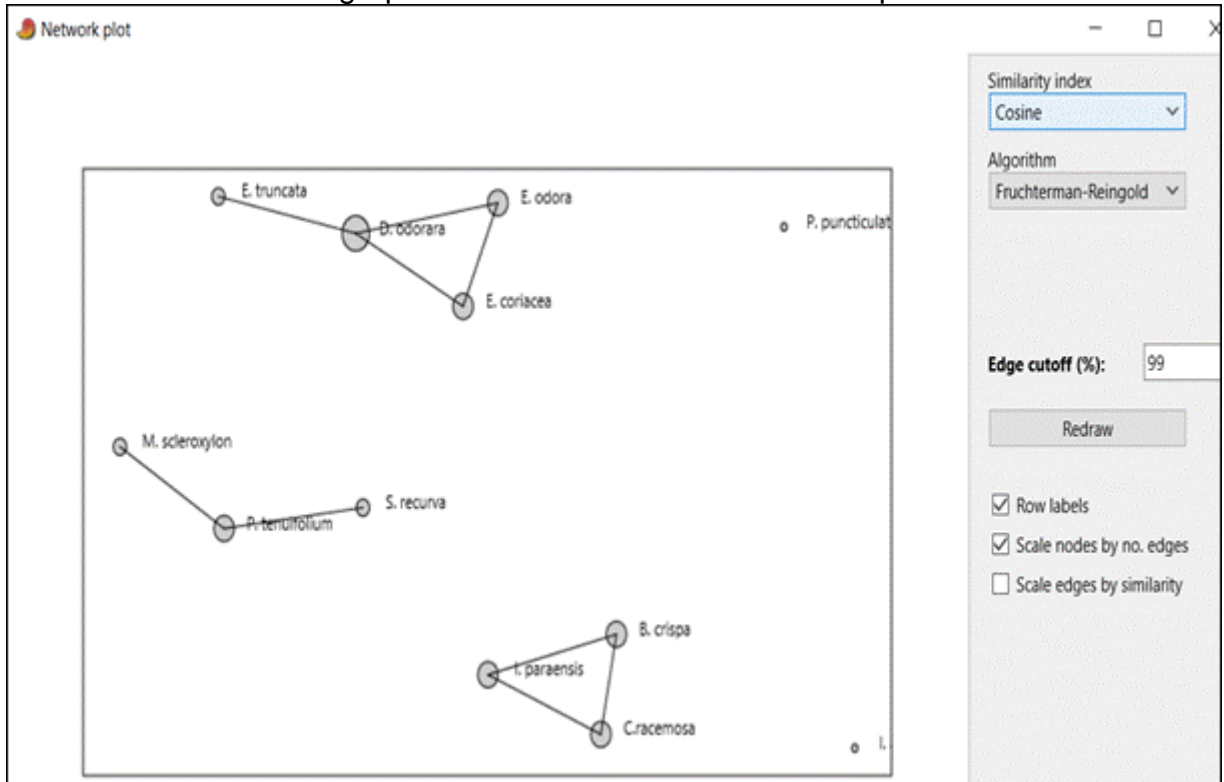 Network plot
Similarity index
Cosine
Algorithm
Fruchterman-Reingold
E. truncata
E. odora
D. odorara
P. puncticulat
E. coriacea
Edge cutoff (%):
99
Redraw
M. scleroxylon
S. recurva
P. tenuifolium
Row labels
Scale nodes by no. edges
Scale edges by similarity
B. crispa
I. paraensis
C.racemosa
I.